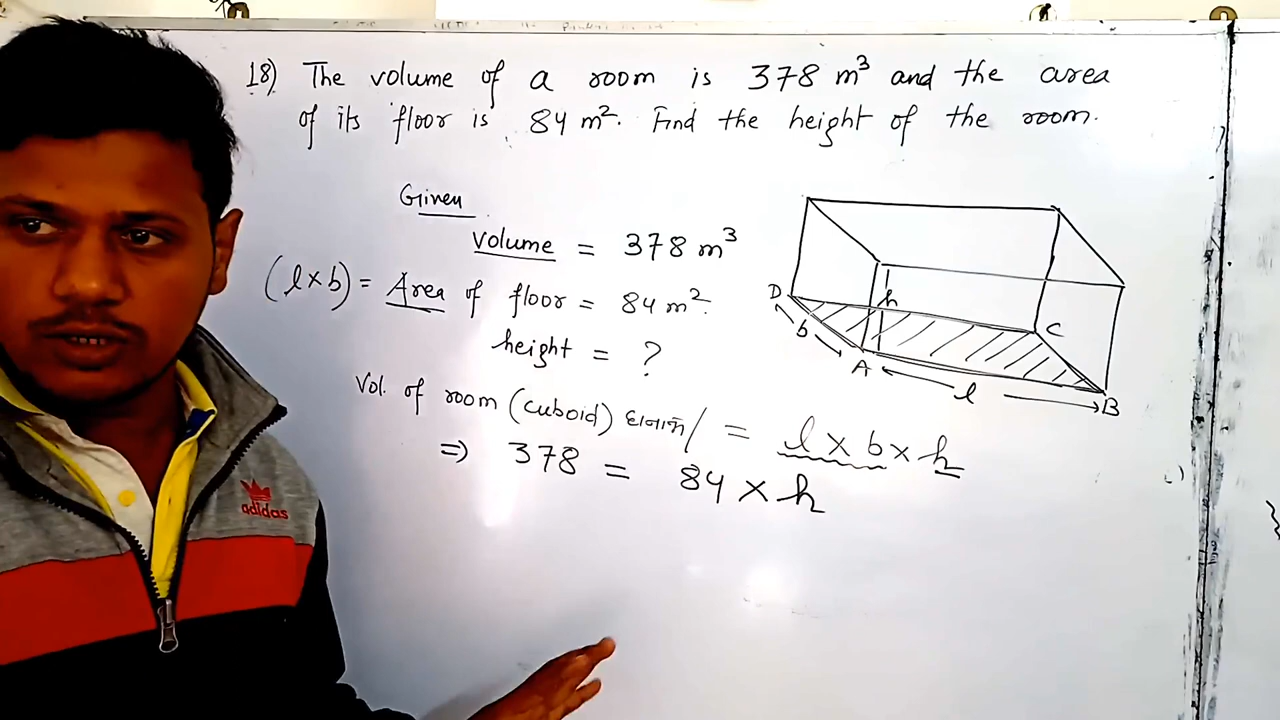 18) The volume of a room is 378 m³ and the area
of its floor is 84 m². Find the height of the room.
Given
volume = 378 m³
(l×b) = Area of floor = 84 m².
height = ?
Vol. of room (cuboid) घनाभ / = l × b × h
⇒ 378 = 84 × h
D
h
C
b
A
l
B
adidas